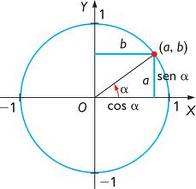 Y
1
b
(a, b)
a
sen α
α
−1
O
cos α
1
X
−1